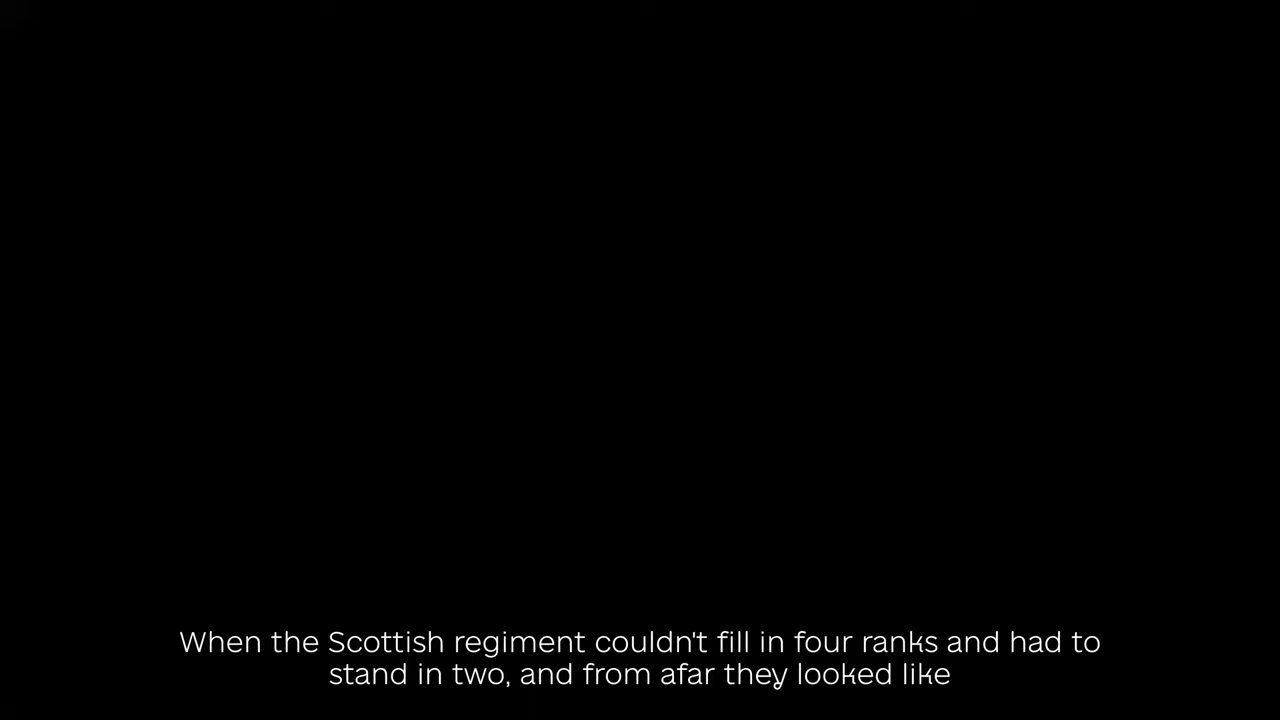 When the Scottish regiment couldn't fill in four ranks and had to
stand in two, and from afar they looked like